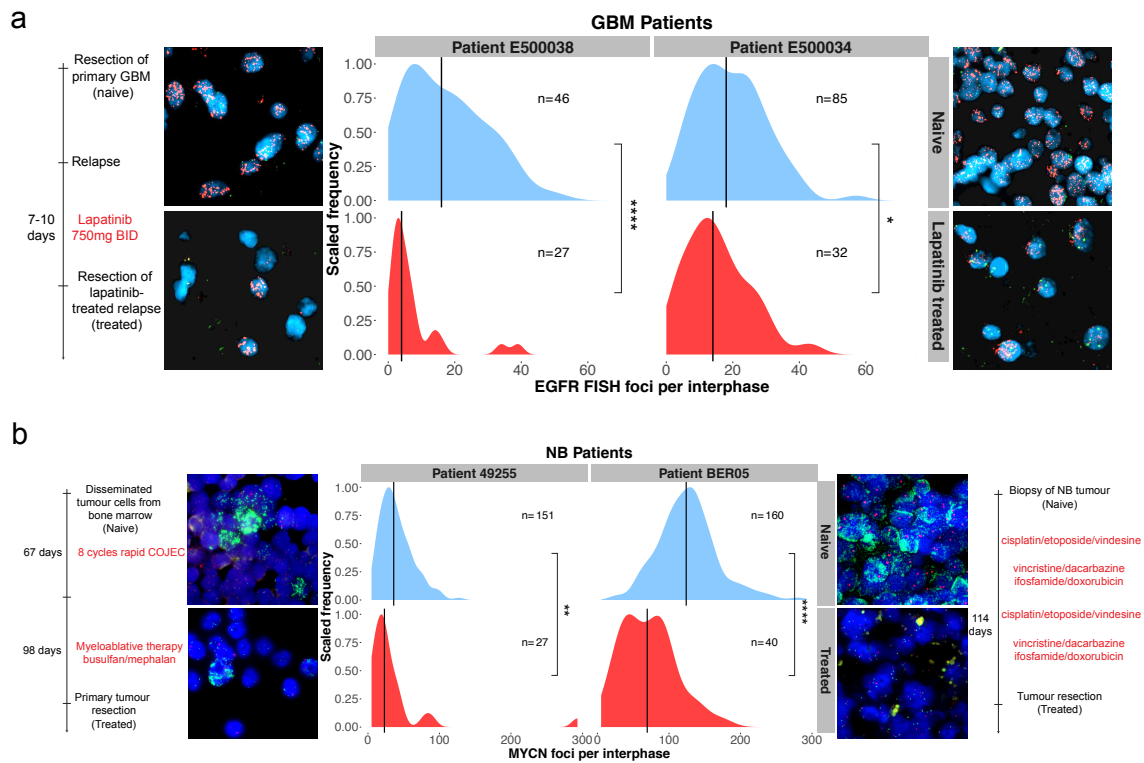 a
GBM Patients
Resection of
primary GBM
(naive)
Relapse
7-10
days
Lapatinib
750mg BID
Resection of
lapatinib-
treated relapse
(treated)
Patient E500038
Patient E500034
Scaled frequency
1.00
0.75
0.50
0.25
0.00
1.00
0.75
0.50
0.25
0.00
n=46
n=85
n=27
n=32
****
*
0
20
40
60
0
20
40
60
EGFR FISH foci per interphase
Naive
Lapatinib treated
b
NB Patients
Disseminated
tumour cells from
bone marrow
(Naive)
67 days
8 cycles rapid COJEC
98 days
Myeloablative therapy
busulfan/mephalan
Primary tumour
resection
(Treated)
Patient 49255
Patient BER05
Scaled frequency
1.00
0.75
0.50
0.25
0.00
1.00
0.75
0.50
0.25
0.00
n=151
n=160
n=27
n=40
**
****
0
100
200
300
0
100
200
300
MYCN foci per interphase
Naive
Treated
Biopsy of NB tumour
(Naive)
cisplatin/etoposide/vindesine
vincristine/dacarbazine
ifosfamide/doxorubicin
114
days
cisplatin/etoposide/vindesine
vincristine/dacarbazine
ifosfamide/doxorubicin
Tumour resection
(Treated)